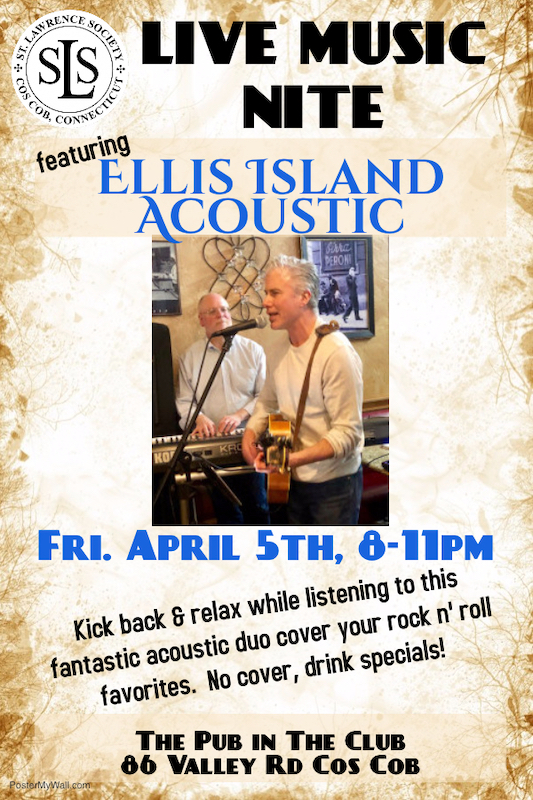 ST. LAWRENCE SOCIETY
SLS
COS COB, CONNECTICUT
LIVE MUSIC
NITE
featuring
ELLIS ISLAND
ACOUSTIC
PERONI
KORG
FRI. APRIL 5TH, 8-11PM
Kick back & relax while listening to this
fantastic acoustic duo cover your rock n' roll
favorites. No cover, drink specials!
THE PUB IN THE CLUB
86 VALLEY RD COS COB
PosterMyWall.com